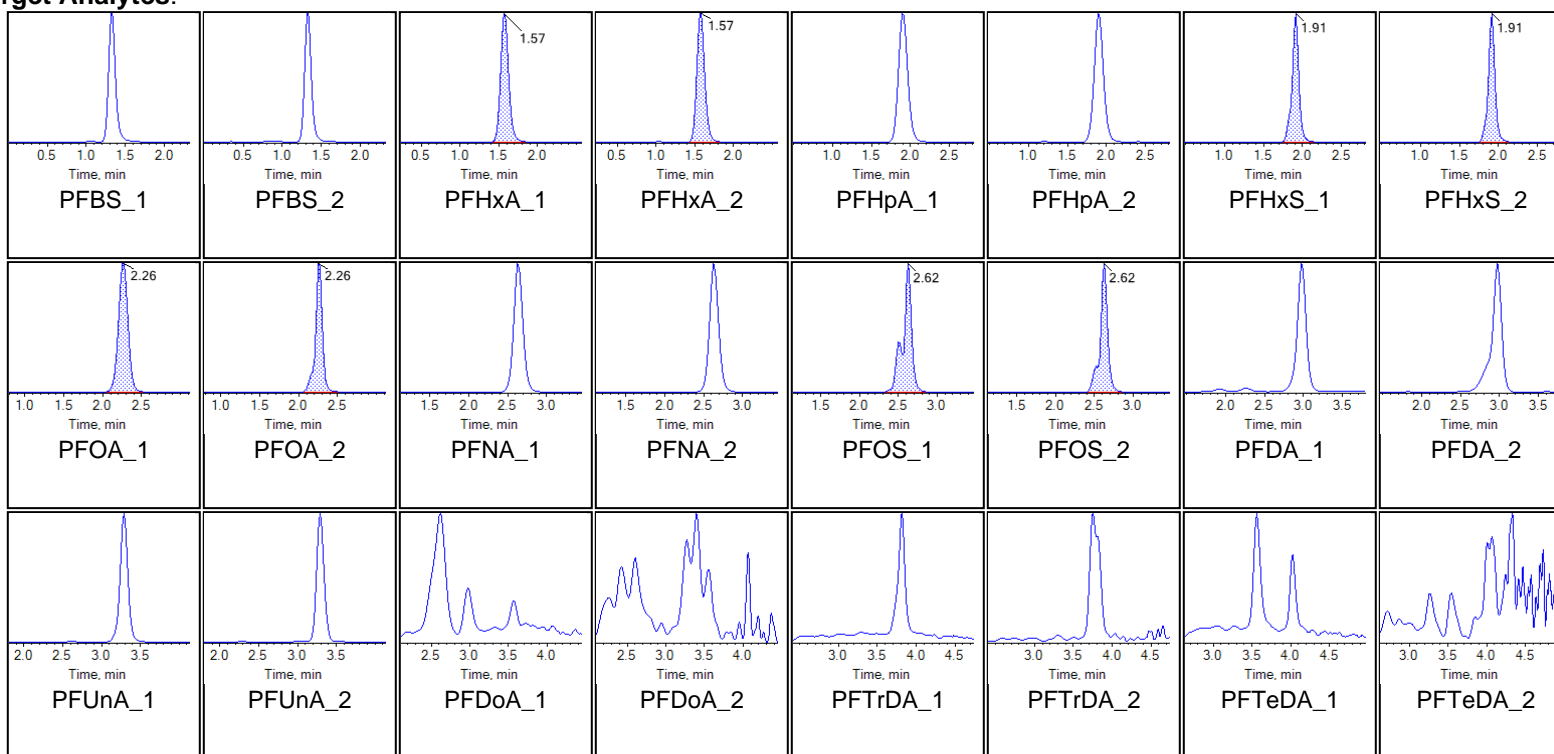 rget Analytes:
1.57 1.57 1.91 1.91
0.5 1.0 1.5 2.0 0.5 1.0 1.5 2.0 0.5 1.0 1.5 2.0 0.5 1.0 1.5 2.0 1.0 1.5 2.0 2.5 1.0 1.5 2.0 2.5 1.0 1.5 2.0 2.5 1.0 1.5 2.0 2.5
Time, min Time, min Time, min Time, min Time, min Time, min Time, min Time, min
PFBS_1 PFBS_2 PFHxA_1 PFHxA_2 PFHpA_1 PFHpA_2 PFHxS_1 PFHxS_2
2.26 2.26 2.62 2.62
1.0 1.5 2.0 2.5 1.0 1.5 2.0 2.5 1.5 2.0 2.5 3.0 1.5 2.0 2.5 3.0 1.5 2.0 2.5 3.0 1.5 2.0 2.5 3.0 2.0 2.5 3.0 3.5 2.0 2.5 3.0 3.5
Time, min Time, min Time, min Time, min Time, min Time, min Time, min Time, min
PFOA_1 PFOA_2 PFNA_1 PFNA_2 PFOS_1 PFOS_2 PFDA_1 PFDA_2
2.0 2.5 3.0 3.5 2.0 2.5 3.0 3.5 2.5 3.0 3.5 4.0 2.5 3.0 3.5 4.0 3.0 3.5 4.0 4.5 3.0 3.5 4.0 4.5 3.0 3.5 4.0 4.5 3.0 3.5 4.0 4.5
Time, min Time, min Time, min Time, min Time, min Time, min Time, min Time, min
PFUnA_1 PFUnA_2 PFDoA_1 PFDoA_2 PFTrDA_1 PFTrDA_2 PFTeDA_1 PFTeDA_2